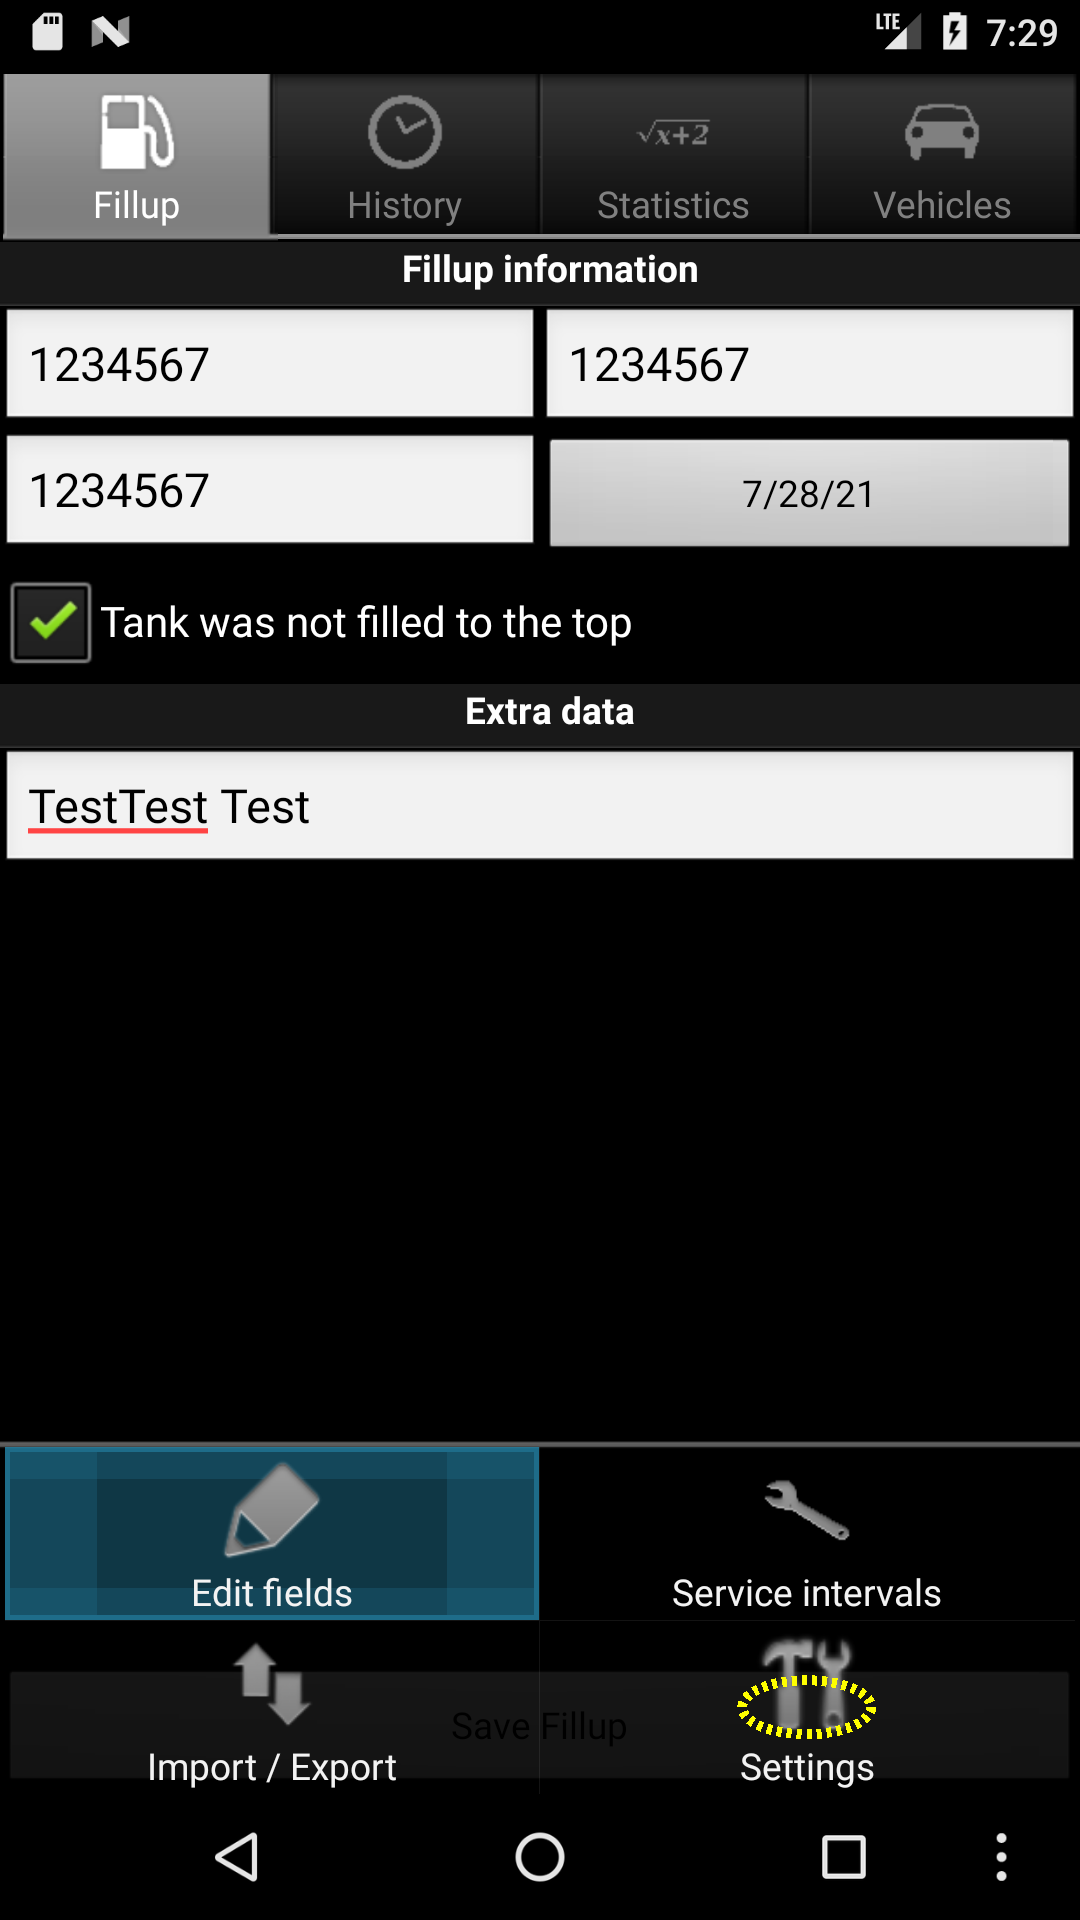 LTE 7:29
√x+2
Fillup History Statistics Vehicles
Fillup information
1234567 1234567
1234567 7/28/21
Tank was not filled to the top
Extra data
TestTest Test
Edit fields Service intervals
Save Fillup
Import / Export Settings